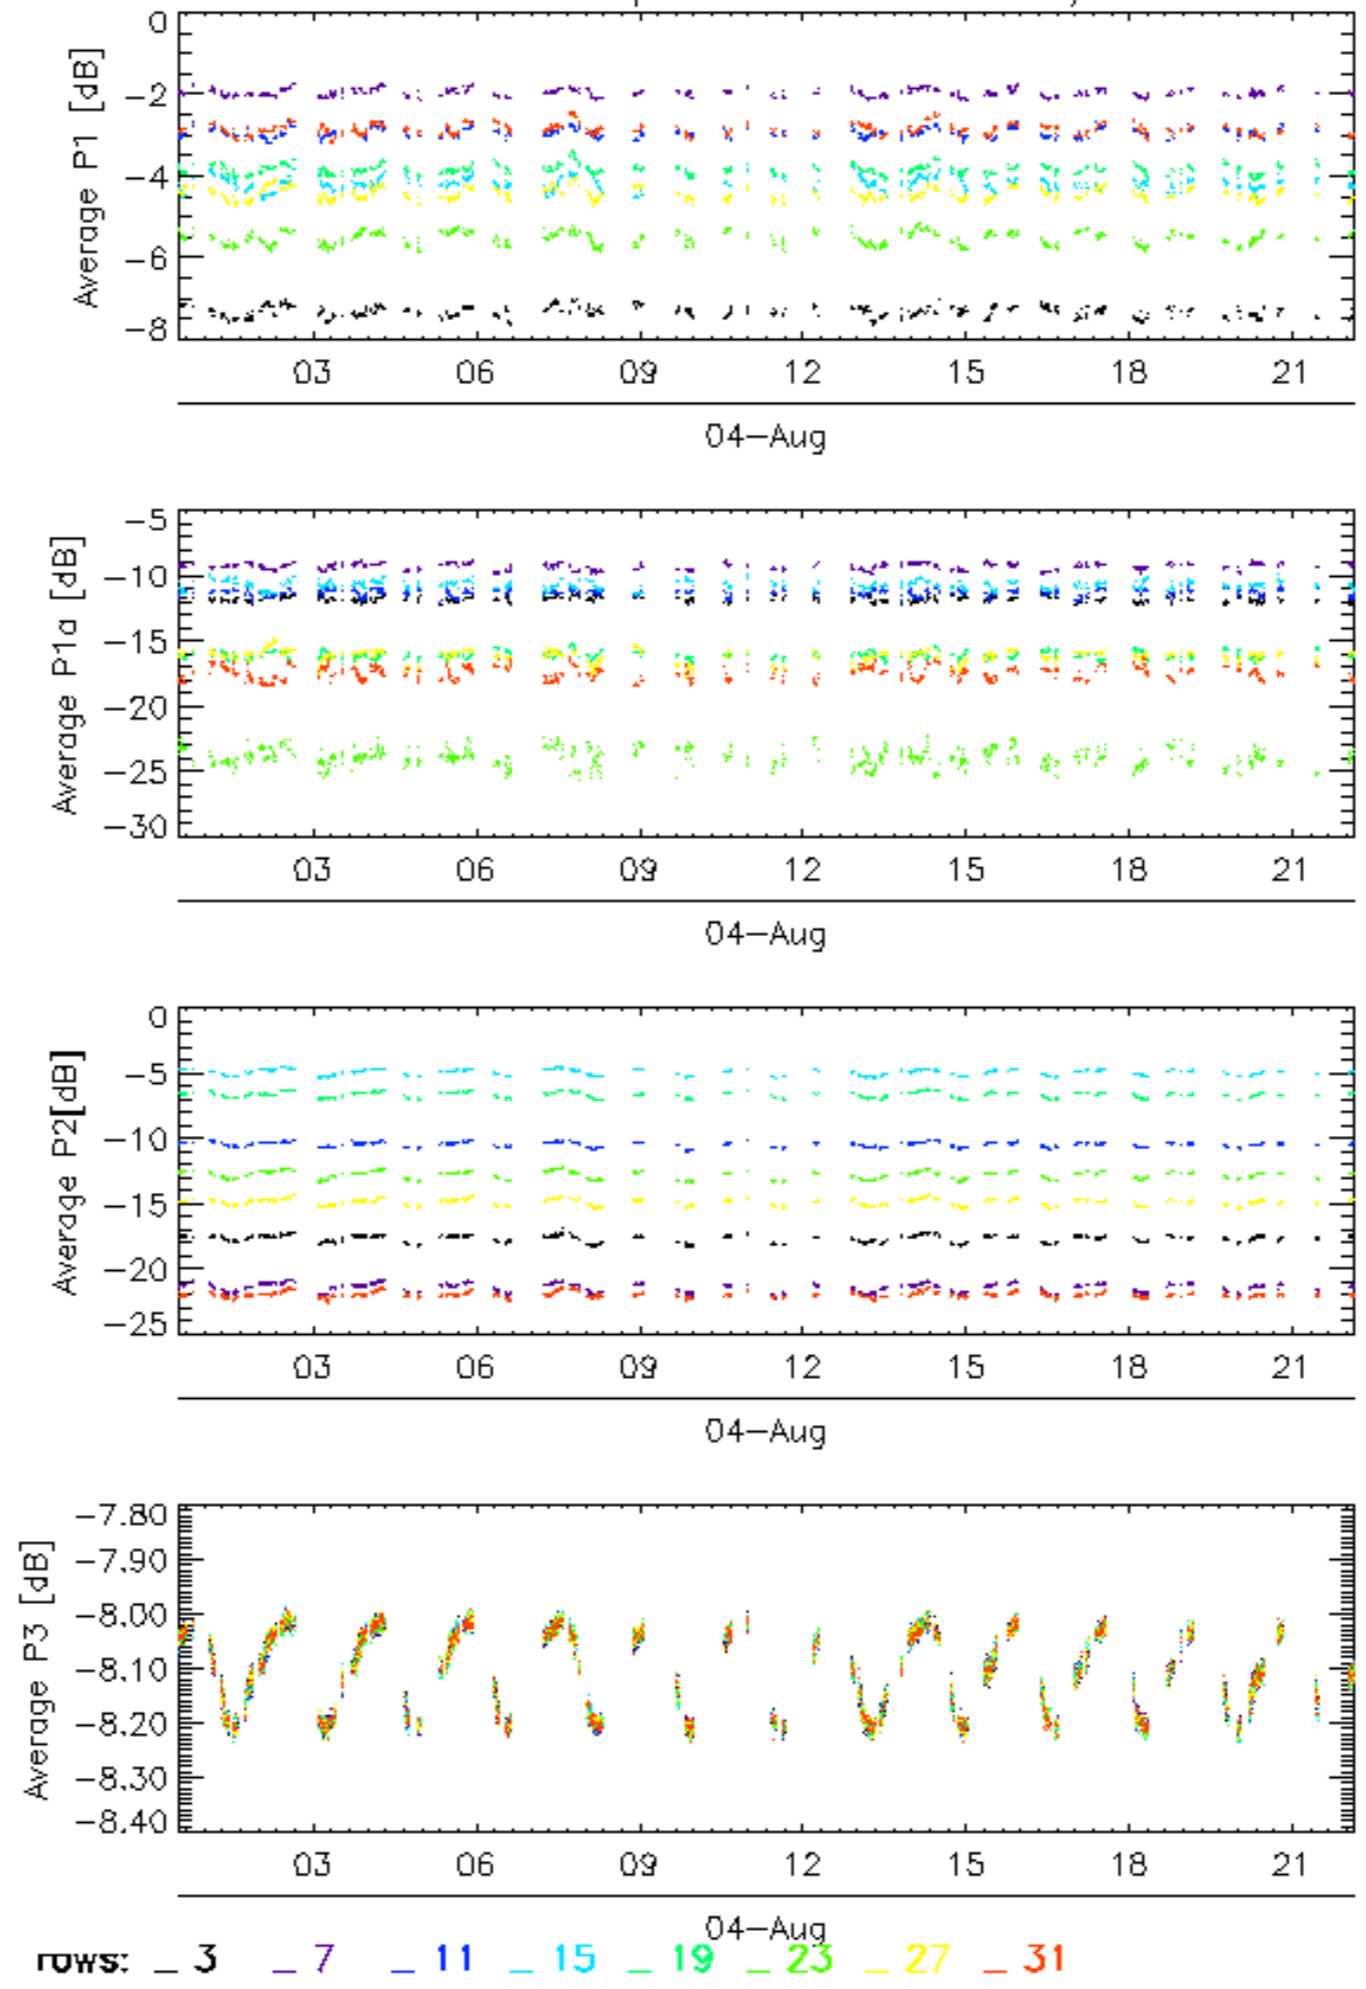 0
−2
−4
−6
−8
Average P1 [dB]
03 06 09 12 15 18 21
04−Aug
−5
−10
−15
−20
−25
−30
Average P1a [dB]
03 06 09 12 15 18 21
04−Aug
0
−5
−10
−15
−20
−25
Average P2[dB]
03 06 09 12 15 18 21
04−Aug
−7.80
−7.90
−8.00
−8.10
−8.20
−8.30
−8.40
Average P3 [dB]
03 06 09 12 15 18 21
04−Aug
rows: _ 3 _ 7 _ 11 _ 15 _ 19 _ 23 _ 27 _ 31